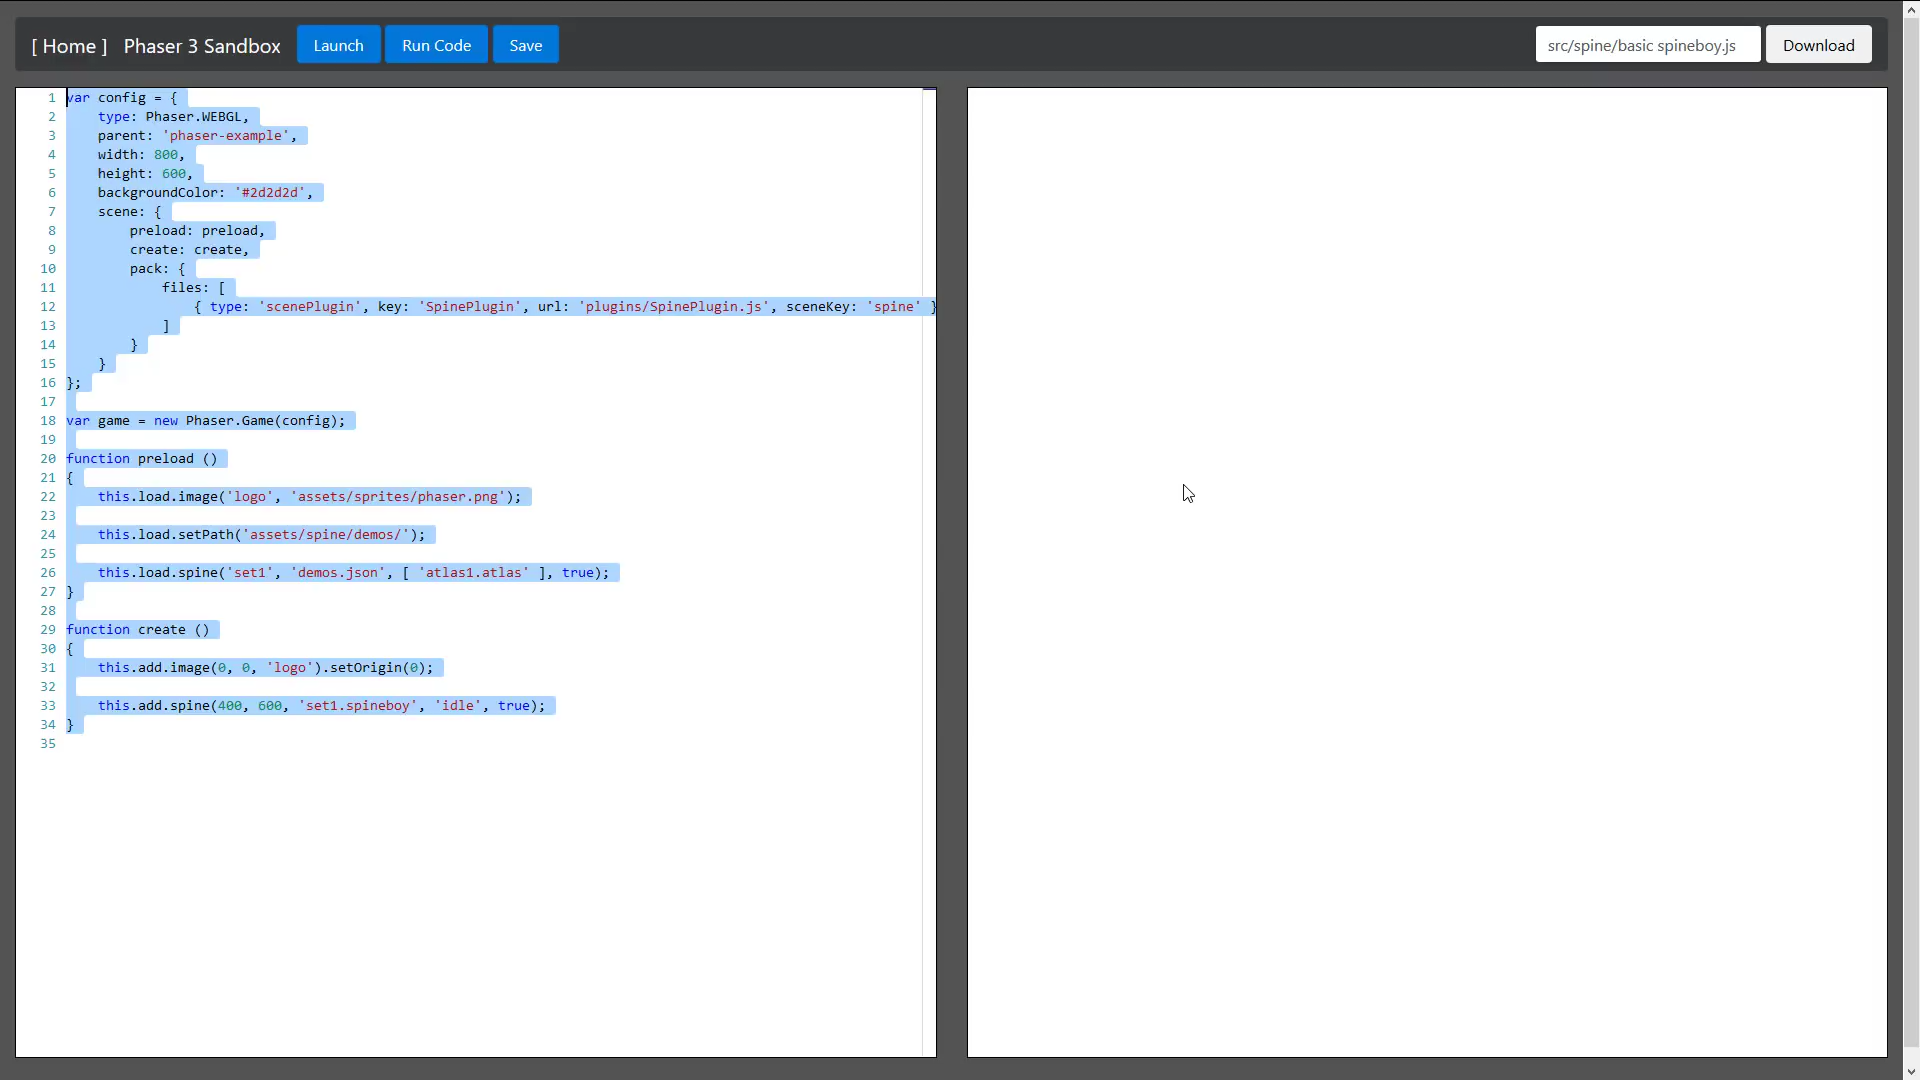 [ Home ] Phaser 3 Sandbox Launch Run Code Save src/spine/basic spineboy.js Download
1 var config = {
2     type: Phaser.WEBGL,
3     parent: 'phaser-example',
4     width: 800,
5     height: 600,
6     backgroundColor: '#2d2d2d',
7     scene: {
8         preload: preload,
9         create: create,
10         pack: {
11             files: [
12                 { type: 'scenePlugin', key: 'SpinePlugin', url: 'plugins/SpinePlugin.js', sceneKey: 'spine' }
13             ]
14         }
15     }
16 };
17
18 var game = new Phaser.Game(config);
19
20 function preload ()
21 {
22     this.load.image('logo', 'assets/sprites/phaser.png');
23
24     this.load.setPath('assets/spine/demos/');
25
26     this.load.spine('set1', 'demos.json', [ 'atlas1.atlas' ], true);
27 }
28
29 function create ()
30 {
31     this.add.image(0, 0, 'logo').setOrigin(0);
32
33     this.add.spine(400, 600, 'set1.spineboy', 'idle', true);
34 }
35